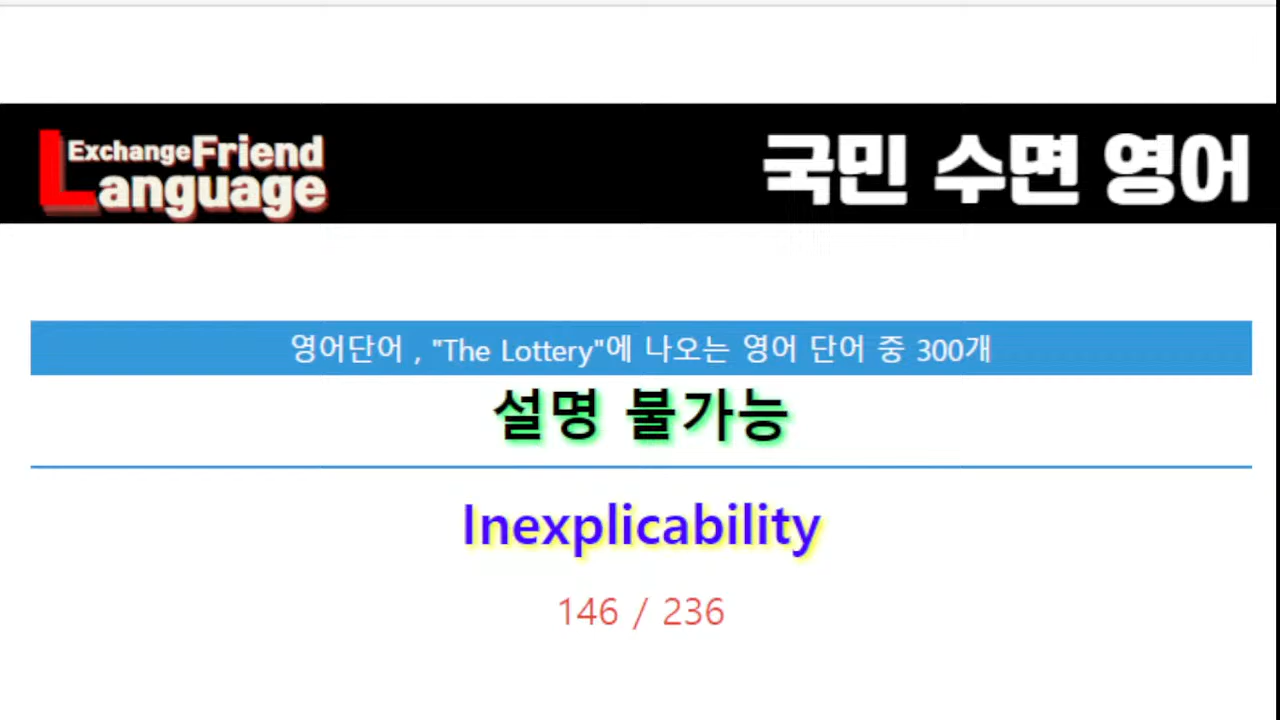 Exchange Friend
Language
국민 수면 영어
영어단어 , "The Lottery"에 나오는 영어 단어 중 300개
설명 불가능
Inexplicability
146 / 236